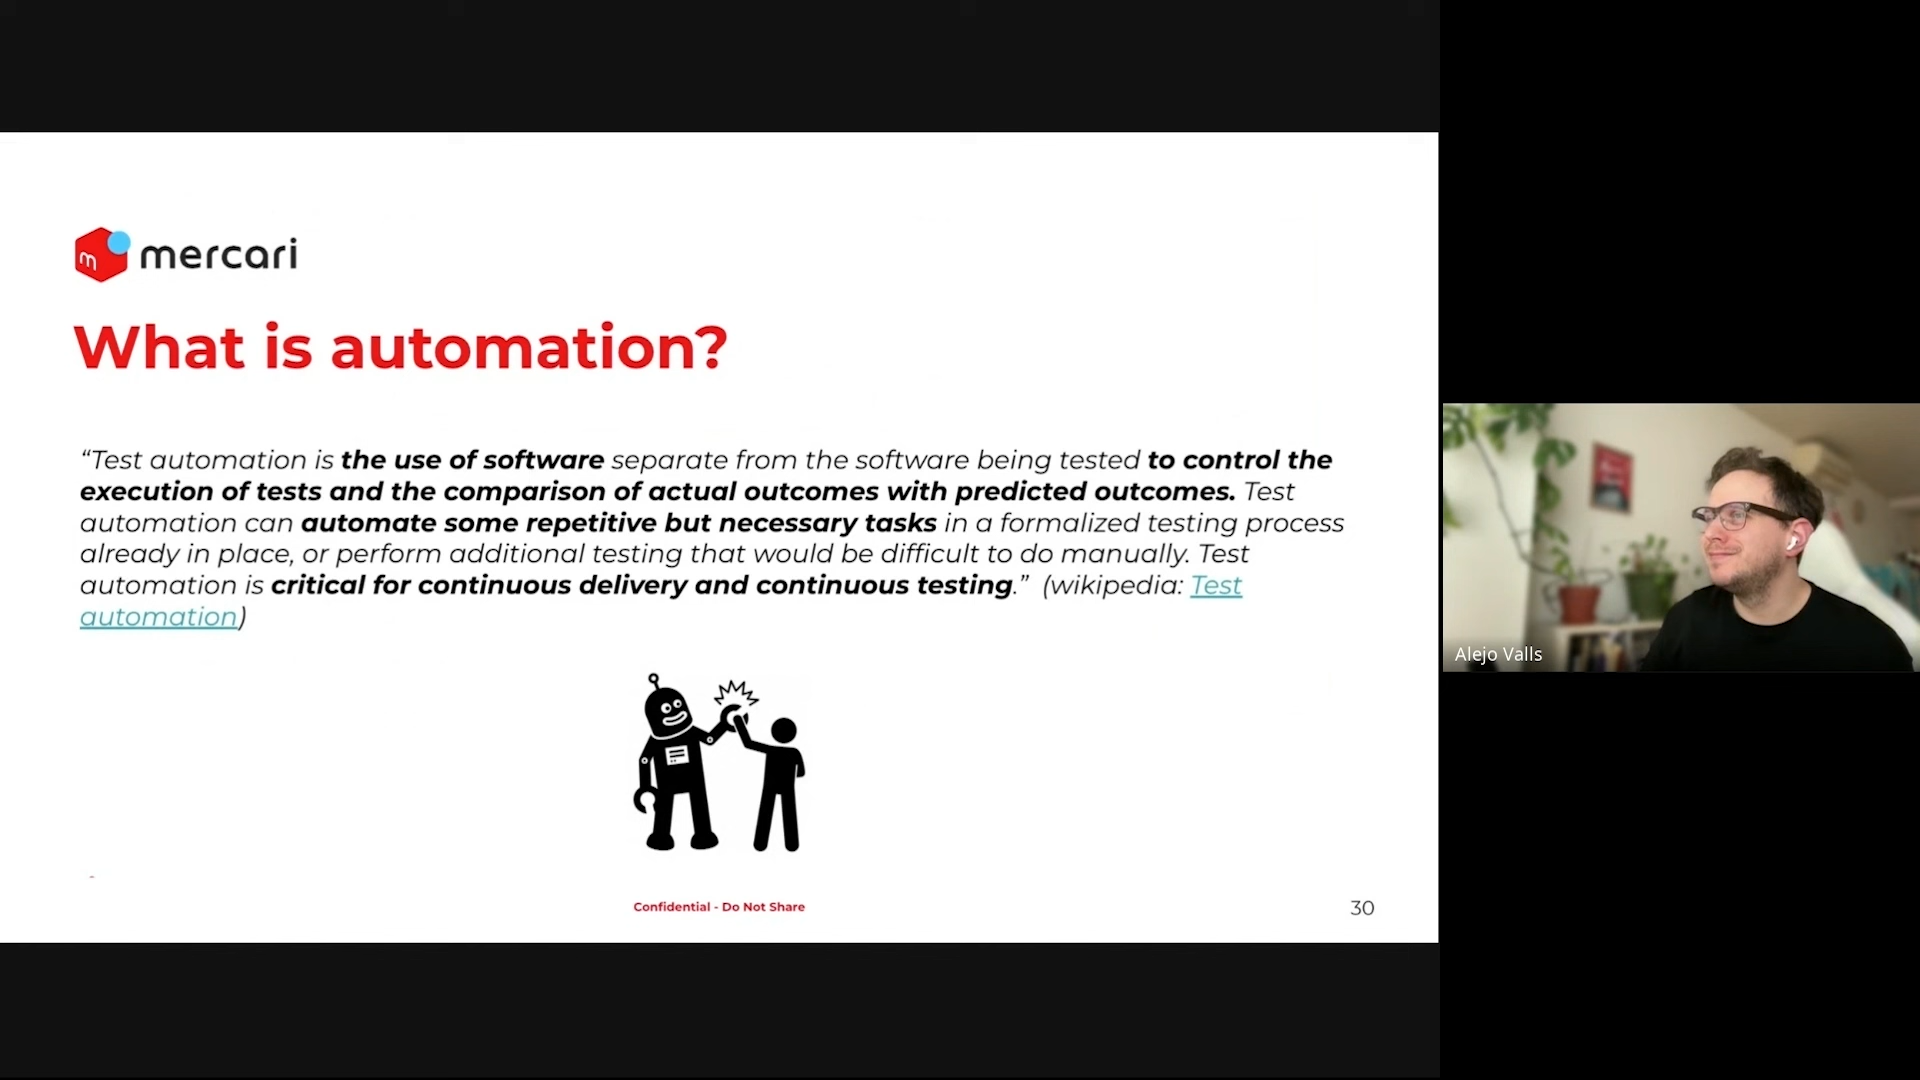 m mercari
What is automation?
“Test automation is the use of software separate from the software being tested to control the
execution of tests and the comparison of actual outcomes with predicted outcomes. Test
automation can automate some repetitive but necessary tasks in a formalized testing process
already in place, or perform additional testing that would be difficult to do manually. Test
automation is critical for continuous delivery and continuous testing.” (wikipedia: Test
automation)
-
Confidential - Do Not Share
30
Alejo Valls